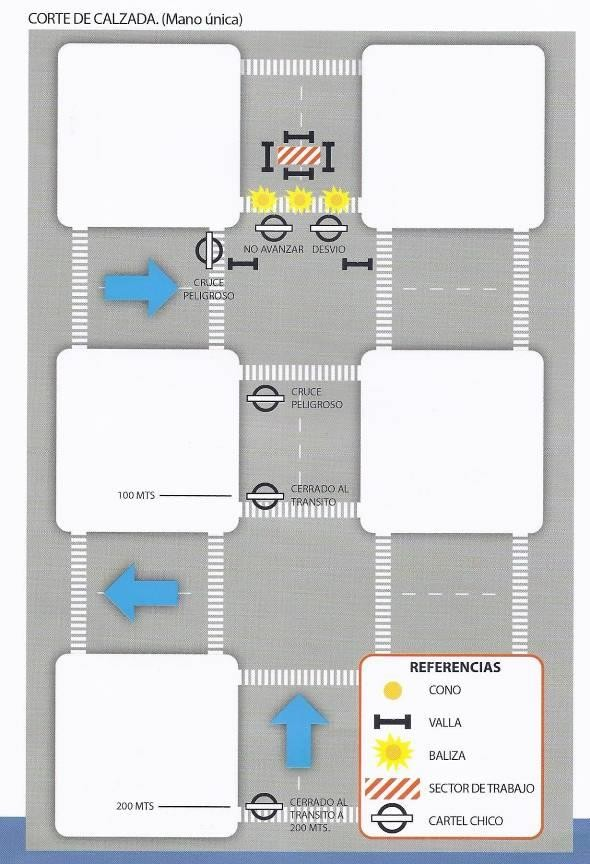 CORTE DE CALZADA. (Mano única)
NO AVANZAR
DESVIO
CRUCE
PELIGROSO
CRUCE
PELIGROSO
100 MTS
CERRADO AL
TRANSITO
REFERENCIAS
CONO
VALLA
BALIZA
SECTOR DE TRABAJO
CARTEL CHICO
200 MTS
CERRADO AL
TRANSITO A
200 MTS.